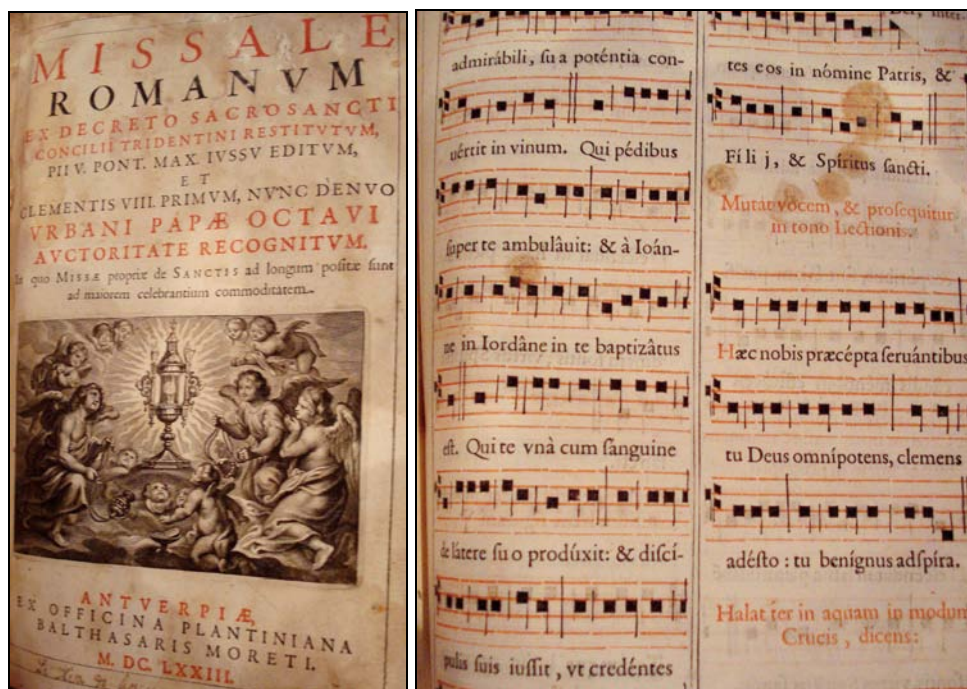 MISSALE
ROMANVM
EX DECRETO SACROSANCTI
CONCILII TRIDENTINI RESTITVTVM,
PII V. PONT. MAX. IVSSV EDITVM,
ET
CLEMENTIS VIII. PRIMVM, NVNC DENVO
VRBANI PAPÆ OCTAVI
AVCTORITATE RECOGNITVM.
In quo MISSÆ propriæ de SANCTIS ad longum positæ sunt
ad maiorem celebrantium commoditatem.
ANTVERPIÆ,
EX OFFICINA PLANTINIANA
BALTHASARIS MORETI.
M. DC. LXXIII.
admirábili, su a poténtia con-
uértit in vinum. Qui pédibus
super te ambulâuit: & à Ioán-
ne in Iordâne in te baptizâtus
est. Qui te vnà cum sanguine
de látere su o prodúxit: & discí-
pulis suis iussit, vt credéntes
tes eos in nómine Patris, &
Fíli j, & Spíritus sancti.
Mutat vocem, & prosequitur
in tono Lectionis.
Hæc nobis præcépta seruántibus
tu Deus omnípotens, clemens
adésto: tu benígnus adspíra.
Halat ter in aquam in modum
Crucis, dicens: